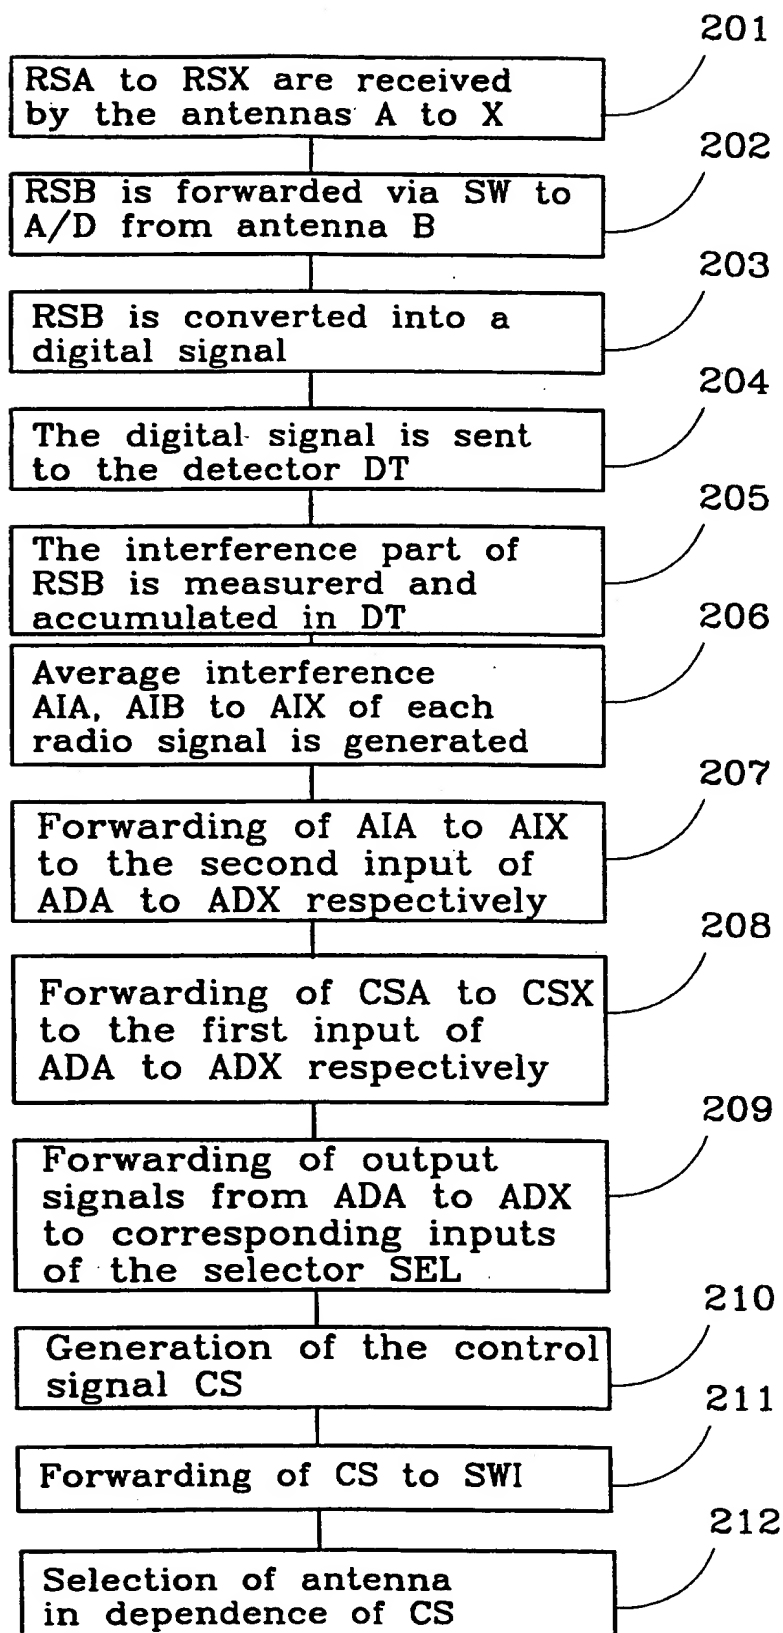 201
RSA to RSX are received
by the antennas A to X
202
RSB is forwarded via SW to
A/D from antenna B
203
RSB is converted into a
digital signal
204
The digital signal is sent
to the detector DT
205
The interference part of
RSB is measurerd and
accumulated in DT
206
Average interference
AIA, AIB to AIX of each
radio signal is generated
207
Forwarding of AIA to AIX
to the second input of
ADA to ADX respectively
208
Forwarding of CSA to CSX
to the first input of
ADA to ADX respectively
209
Forwarding of output
signals from ADA to ADX
to corresponding inputs
of the selector SEL
210
Generation of the control
signal CS
211
Forwarding of CS to SWI
212
Selection of antenna
in dependence of CS